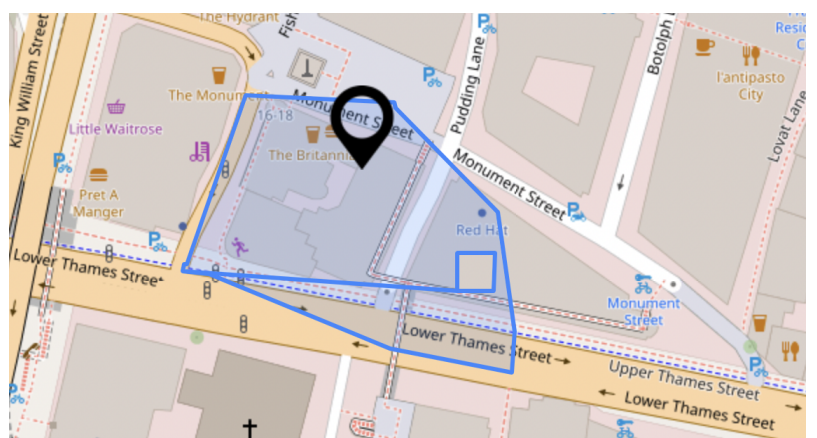 The Hydrant
Fish
King William Street
The Monument
Monument Street
16-18
Little Waitrose
The Britannia
Pret A
Manger
Pudding Lane
Botolph L
Resi
C
l'antipasto
City
Lovat Lane
Monument Street
Red Hat
Lower Thames Street
Monument
Street
Lower Thames Street
Upper Thames Street
Lower Thames Street
P
P
P
P
P
P
P